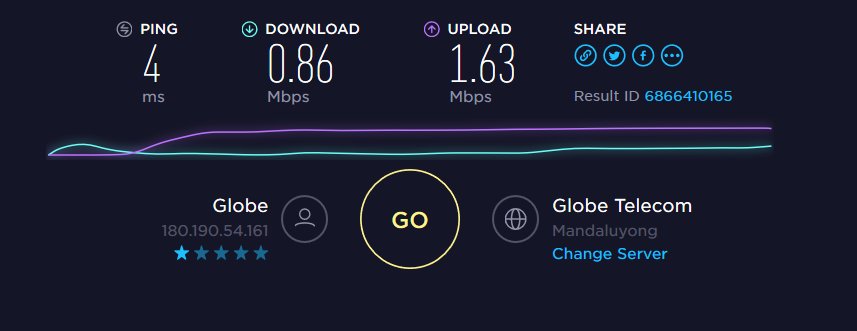 PING DOWNLOAD UPLOAD SHARE
4 0.86 1.63
ms Mbps Mbps
Result ID 6866410165
Globe
180.190.54.161
GO
Globe Telecom
Mandaluyong
Change Server